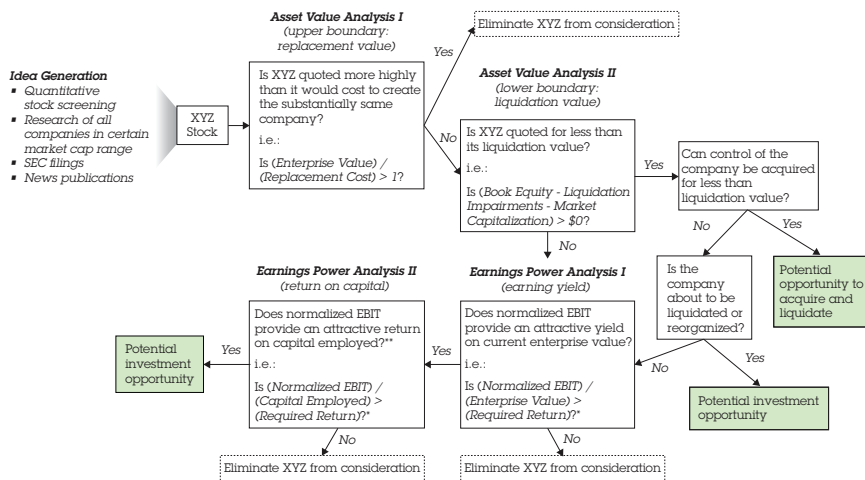 Asset Value Analysis I
(upper boundary:
replacement value)
Eliminate XYZ from consideration
Yes
Idea Generation
▪ Quantitative
stock screening
▪ Research of all
companies in certain
market cap range
▪ SEC filings
▪ News publications
XYZ
Stock
Is XYZ quoted more highly
than it would cost to create
the substantially same
company?
i.e.:
Is (Enterprise Value) /
(Replacement Cost) > 1?
No
Asset Value Analysis II
(lower boundary:
liquidation value)
Is XYZ quoted for less than
its liquidation value?
i.e.:
Is (Book Equity - Liquidation
Impairments - Market
Capitalization) > $0?
Yes
Can control of the
company be acquired
for less than
liquidation value?
No
Yes
No
Is the
company
about to be
liquidated or
reorganized?
Potential
opportunity to
acquire and
liquidate
No
Yes
Potential investment
opportunity
Earnings Power Analysis I
(earning yield)
Does normalized EBIT
provide an attractive yield
on current enterprise value?
i.e.:
Is (Normalized EBIT) /
(Enterprise Value) >
(Required Return)?*
Yes
No
Eliminate XYZ from consideration
Earnings Power Analysis II
(return on capital)
Does normalized EBIT
provide an attractive return
on capital employed?**
i.e.:
Is (Normalized EBIT) /
(Capital Employed) >
(Required Return)?*
Yes
Potential
investment
opportunity
No
Eliminate XYZ from consideration